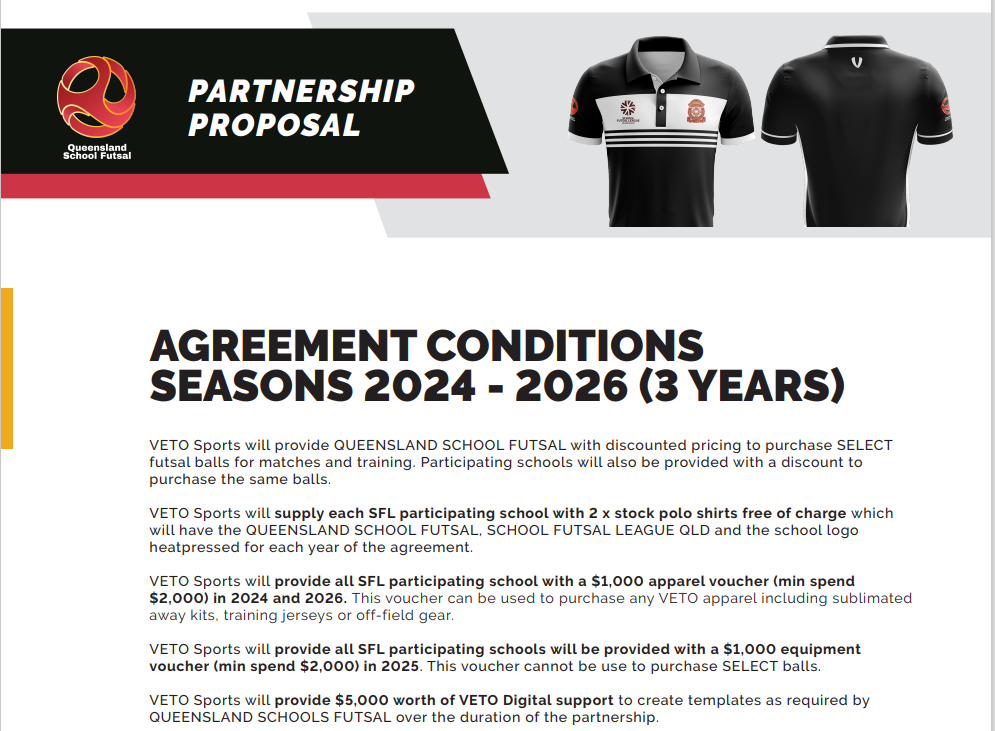 PARTNERSHIP
PROPOSAL
Queensland
School Futsal
AGREEMENT CONDITIONS
SEASONS 2024 - 2026 (3 YEARS)
VETO Sports will provide QUEENSLAND SCHOOL FUTSAL with discounted pricing to purchase SELECT
futsal balls for matches and training. Participating schools will also be provided with a discount to
purchase the same balls.
VETO Sports will supply each SFL participating school with 2 x stock polo shirts free of charge which
will have the QUEENSLAND SCHOOL FUTSAL, SCHOOL FUTSAL LEAGUE QLD and the school logo
heatpressed for each year of the agreement.
VETO Sports will provide all SFL participating school with a $1,000 apparel voucher (min spend
$2,000) in 2024 and 2026. This voucher can be used to purchase any VETO apparel including sublimated
away kits, training jerseys or off-field gear.
VETO Sports will provide all SFL participating schools will be provided with a $1,000 equipment
voucher (min spend $2,000) in 2025. This voucher cannot be use to purchase SELECT balls.
VETO Sports will provide $5,000 worth of VETO Digital support to create templates as required by
QUEENSLAND SCHOOLS FUTSAL over the duration of the partnership.